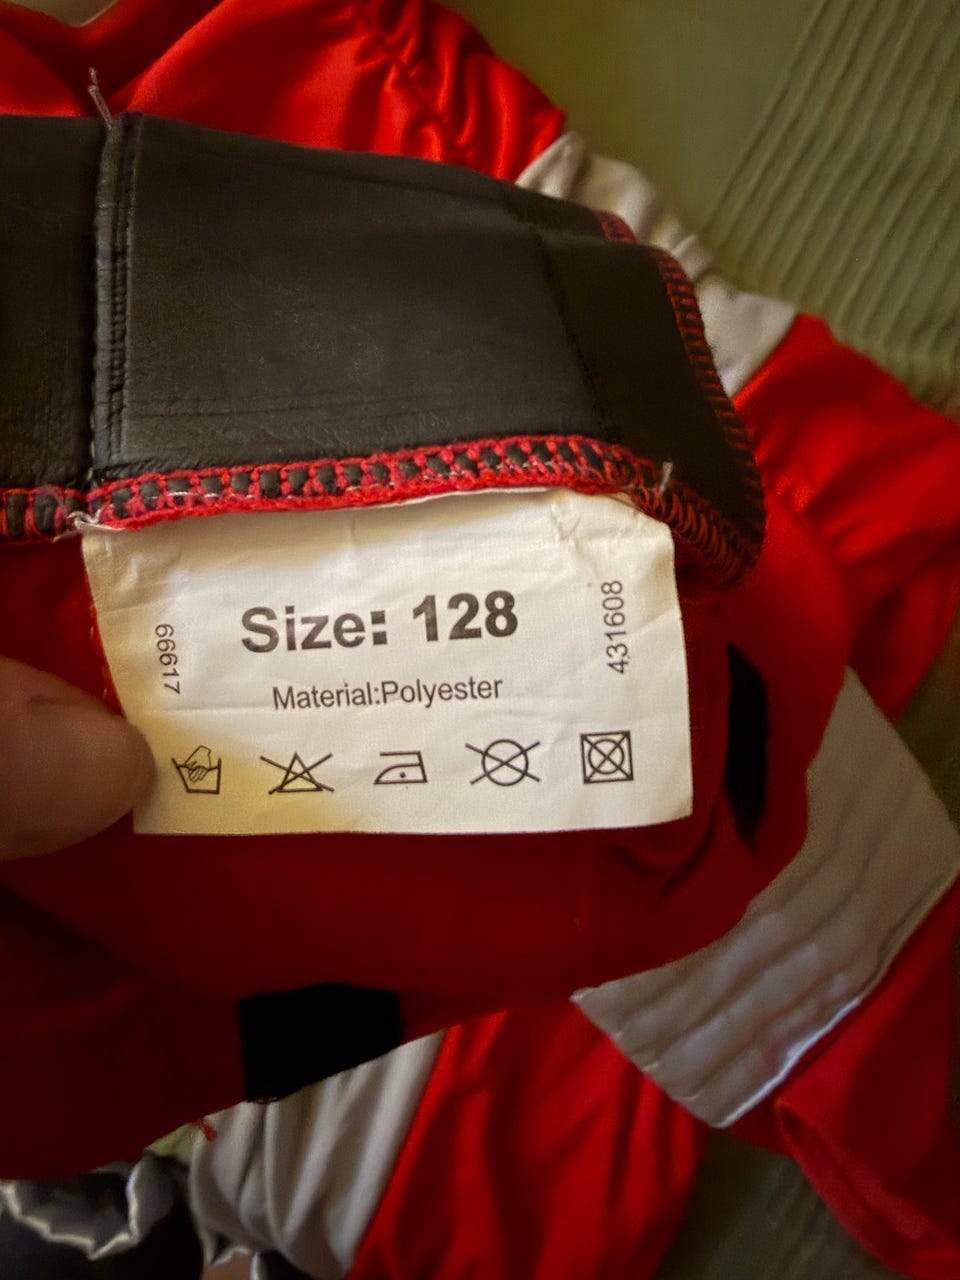 Size: 128
Material:Polyester
66617
431608